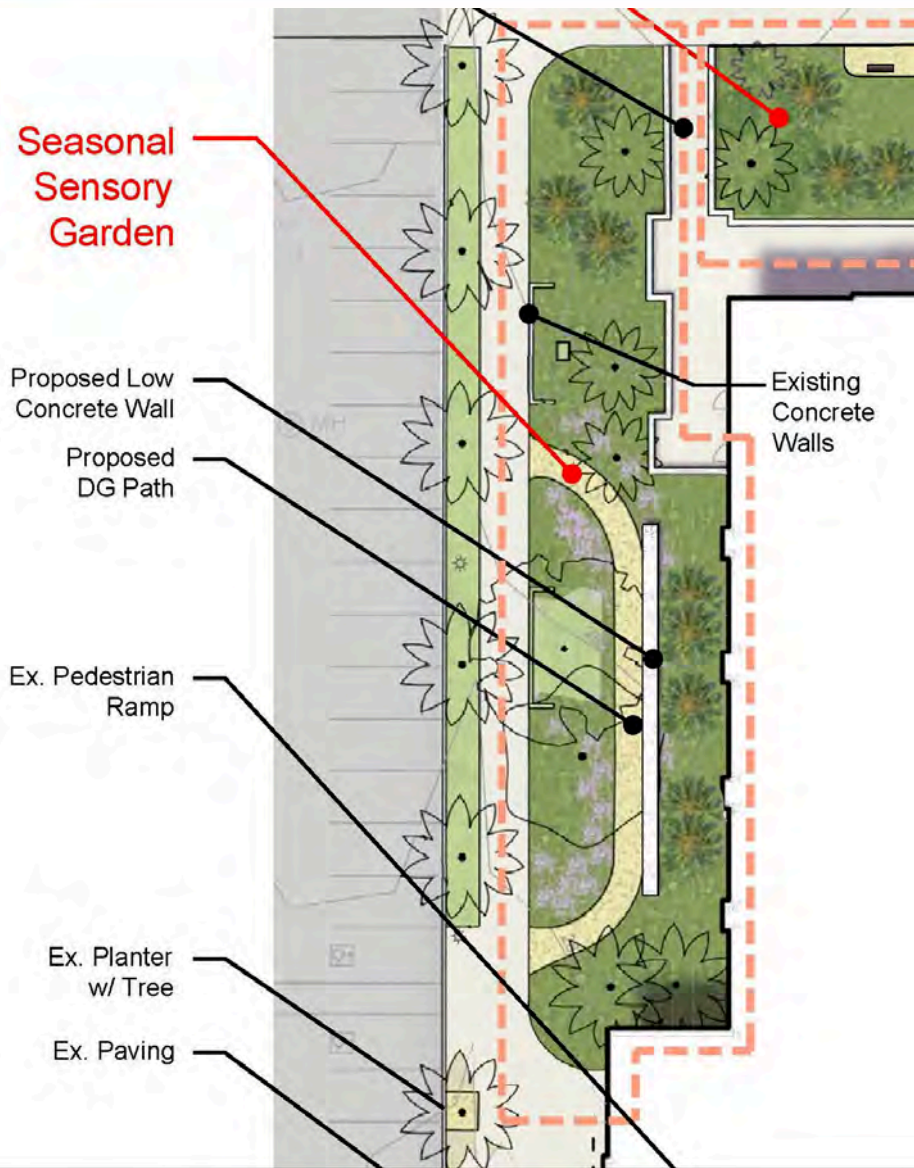 Seasonal
Sensory
Garden
Proposed Low
Concrete Wall
MH
Proposed
DG Path
Existing
Concrete
Walls
Ex. Pedestrian
Ramp
Ex. Planter
w/ Tree
Ex. Paving